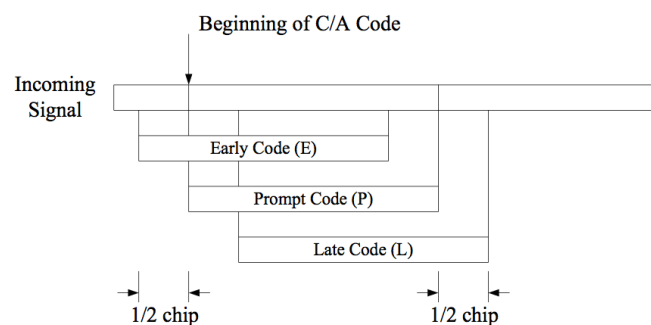 Beginning of C/A Code
Incoming
Signal
Early Code (E)
Prompt Code (P)
Late Code (L)
1/2 chip
1/2 chip